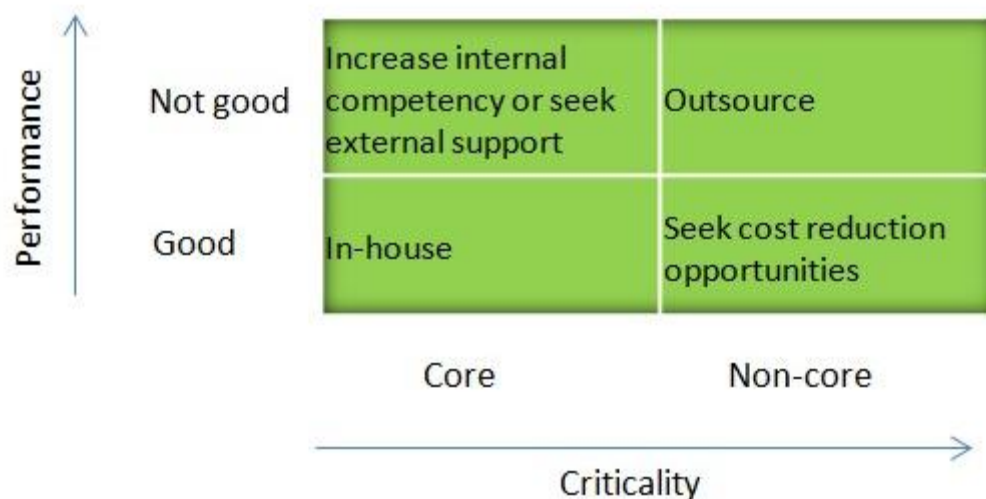 Performance
Not good
Increase internal
competency or seek
external support
Outsource
Good
In-house
Seek cost reduction
opportunities
Core
Non-core
Criticality